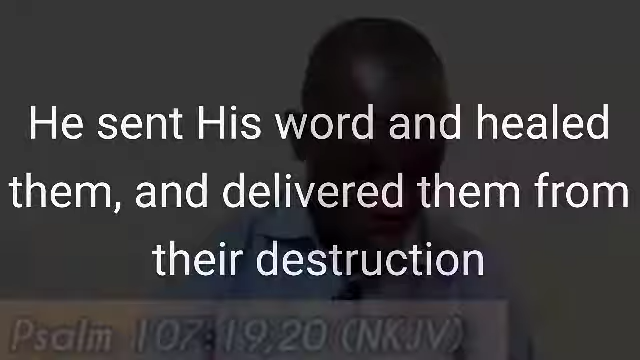 He sent His word and healed
them, and delivered them from
their destruction
Psalm 107:19,20 (NKJV)